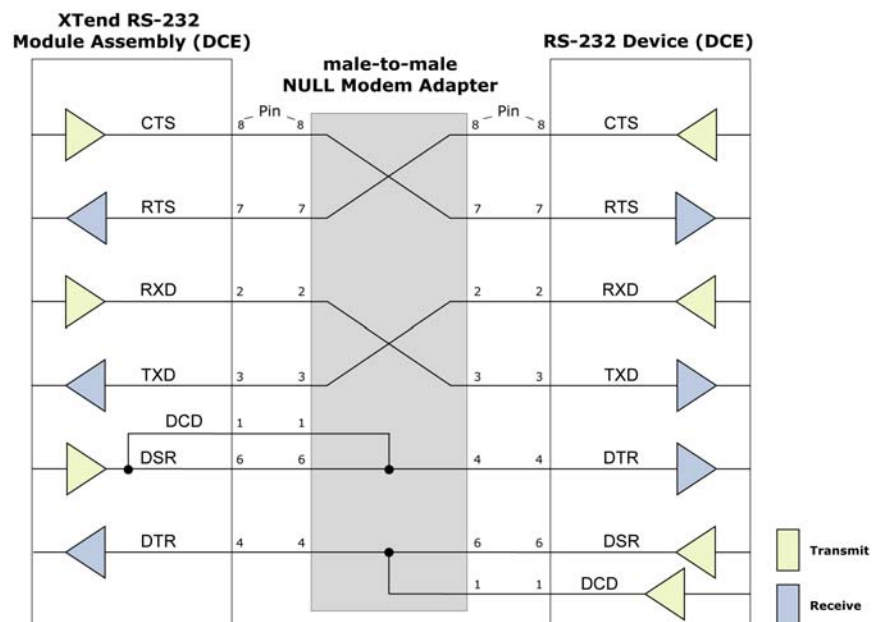 XTend RS-232
Module Assembly (DCE)
male-to-male
NULL Modem Adapter
RS-232 Device (DCE)
CTS 8 Pin 8 8 Pin 8 CTS
RTS 7 7 7 7 RTS
RXD 2 2 2 2 RXD
TXD 3 3 3 3 TXD
DCD 1 1
DSR 6 6 4 4 DTR
DTR 4 4 6 6 DSR
1 1 DCD
Transmit
Receive